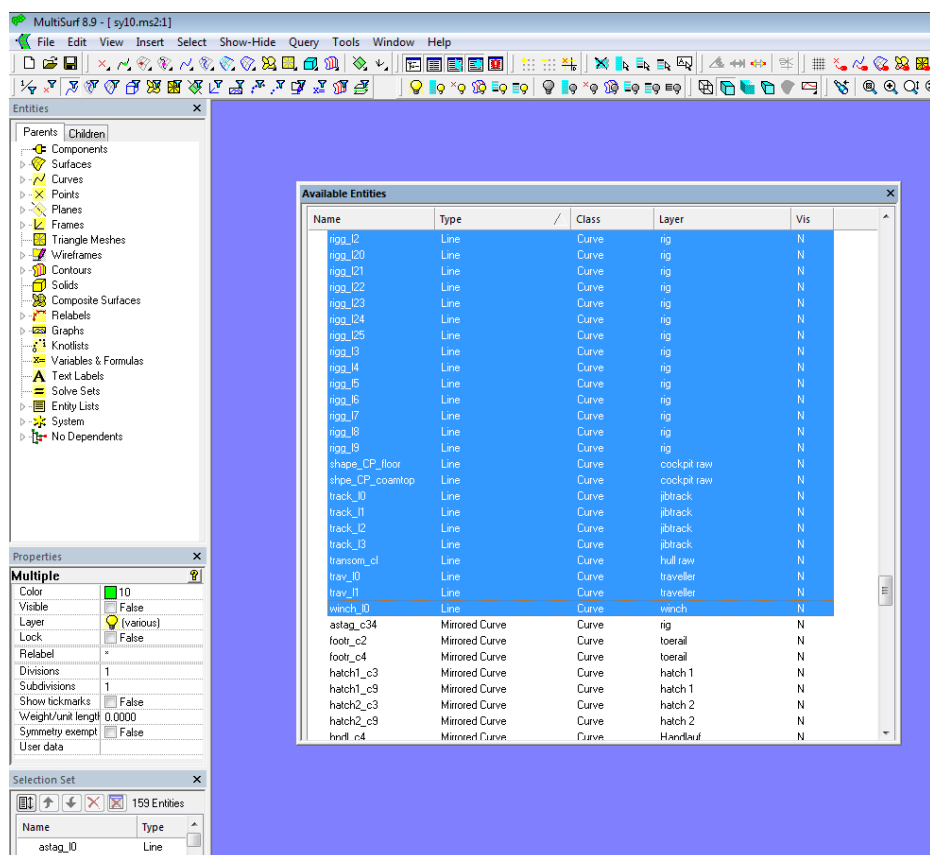 MultiSurf 8.9 - [ sy10.ms2:1]
File Edit View Insert Select Show-Hide Query Tools Window Help
Entities
Parents Children
Components
Surfaces
Curves
Points
Planes
Frames
Triangle Meshes
Wireframes
Contours
Solids
Composite Surfaces
Relabels
Graphs
Knotlists
Variables & Formulas
Text Labels
Solve Sets
Entity Lists
System
No Dependents
Properties
Multiple
Color 10
Visible False
Layer (various)
Lock False
Relabel *
Divisions 1
Subdivisions 1
Show tickmarks False
Weight/unit length 0.0000
Symmetry exempt False
User data
Selection Set
159 Entities
Name Type
astag_l0 Line
Available Entities
Name Type / Class Layer Vis
rigg_l2 Line Curve rig N
rigg_l20 Line Curve rig N
rigg_l21 Line Curve rig N
rigg_l22 Line Curve rig N
rigg_l23 Line Curve rig N
rigg_l24 Line Curve rig N
rigg_l25 Line Curve rig N
rigg_l3 Line Curve rig N
rigg_l4 Line Curve rig N
rigg_l5 Line Curve rig N
rigg_l6 Line Curve rig N
rigg_l7 Line Curve rig N
rigg_l8 Line Curve rig N
rigg_l9 Line Curve rig N
shape_CP_floor Line Curve cockpit raw N
shpe_CP_coamtop Line Curve cockpit raw N
track_l0 Line Curve jibtrack N
track_l1 Line Curve jibtrack N
track_l2 Line Curve jibtrack N
track_l3 Line Curve jibtrack N
transom_cl Line Curve hull raw N
trav_l0 Line Curve traveller N
trav_l1 Line Curve traveller N
winch_l0 Line Curve winch N
astag_c34 Mirrored Curve Curve rig N
footr_c2 Mirrored Curve Curve toerail N
footr_c4 Mirrored Curve Curve toerail N
hatch1_c3 Mirrored Curve Curve hatch 1 N
hatch1_c9 Mirrored Curve Curve hatch 1 N
hatch2_c3 Mirrored Curve Curve hatch 2 N
hatch2_c9 Mirrored Curve Curve hatch 2 N
hndl_c4 Mirrored Curve Curve Handlauf N